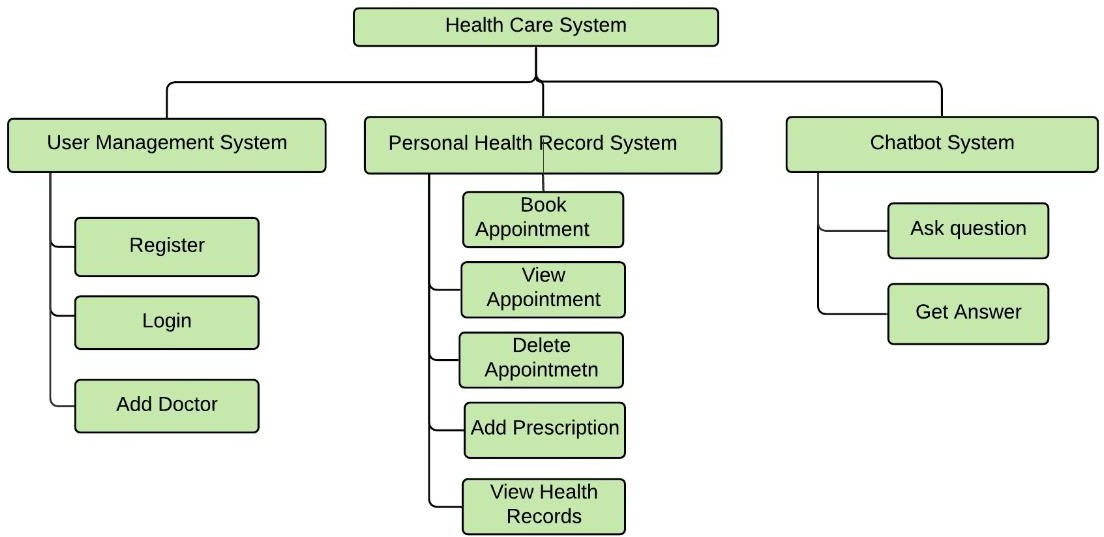 Health Care System
User Management System
Personal Health Record System
Chatbot System
Register
Login
Add Doctor
Book
Appointment
View
Appointment
Delete
Appointmetn
Add Prescription
View Health
Records
Ask question
Get Answer